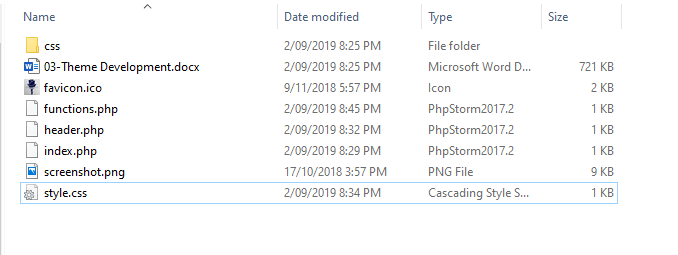 Name Date modified Type Size
css 2/09/2019 8:25 PM File folder
03-Theme Development.docx 2/09/2019 8:25 PM Microsoft Word D... 721 KB
favicon.ico 9/11/2018 5:57 PM Icon 2 KB
functions.php 2/09/2019 8:45 PM PhpStorm2017.2 1 KB
header.php 2/09/2019 8:32 PM PhpStorm2017.2 1 KB
index.php 2/09/2019 8:29 PM PhpStorm2017.2 1 KB
screenshot.png 17/10/2018 3:57 PM PNG File 9 KB
style.css 2/09/2019 8:34 PM Cascading Style S... 1 KB